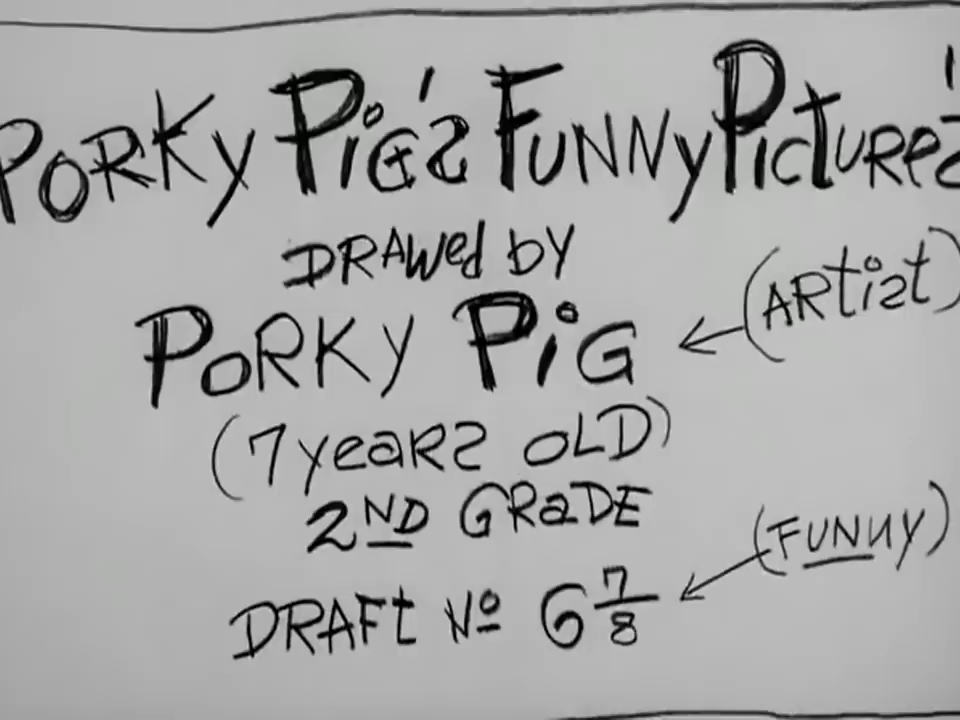 PORKY PiG'S FUNNY PicTURES'
DRAWed bY
PORKY PiG
(ARtiSt)
(7 yeaRS OLD)
2ND GRaDE
(FUNNY)
DRAFt No 6 7/8